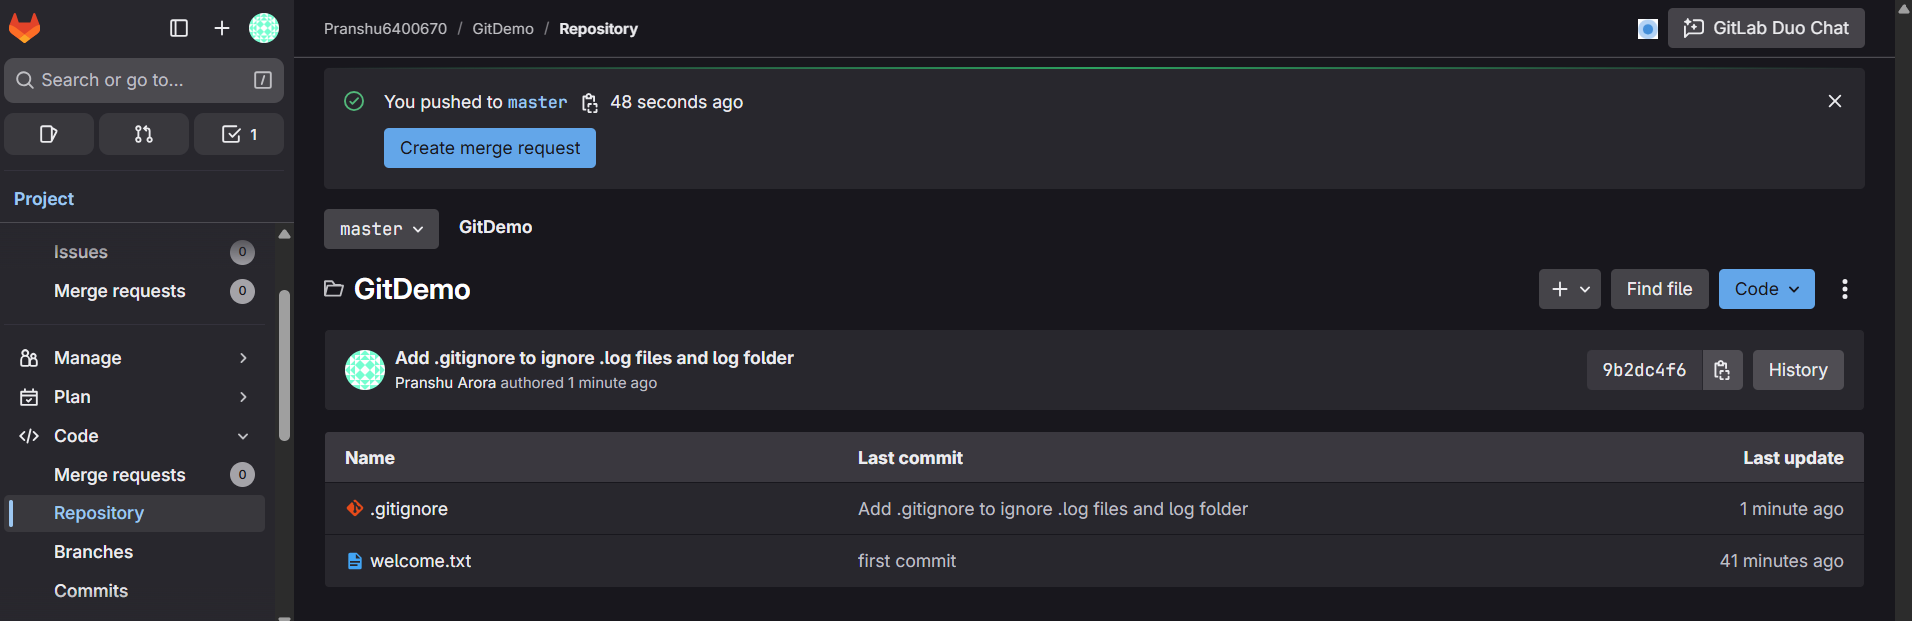 Pranshu6400670 / GitDemo / Repository
GitLab Duo Chat
Search or go to... /
1
Project
Issues 0
Merge requests 0
Manage
Plan
Code
Merge requests 0
Repository
Branches
Commits
You pushed to master 48 seconds ago
Create merge request
master GitDemo
GitDemo
Find file
Code
Add .gitignore to ignore .log files and log folder
Pranshu Arora authored 1 minute ago
9b2dc4f6
History
Name Last commit Last update
.gitignore Add .gitignore to ignore .log files and log folder 1 minute ago
welcome.txt first commit 41 minutes ago